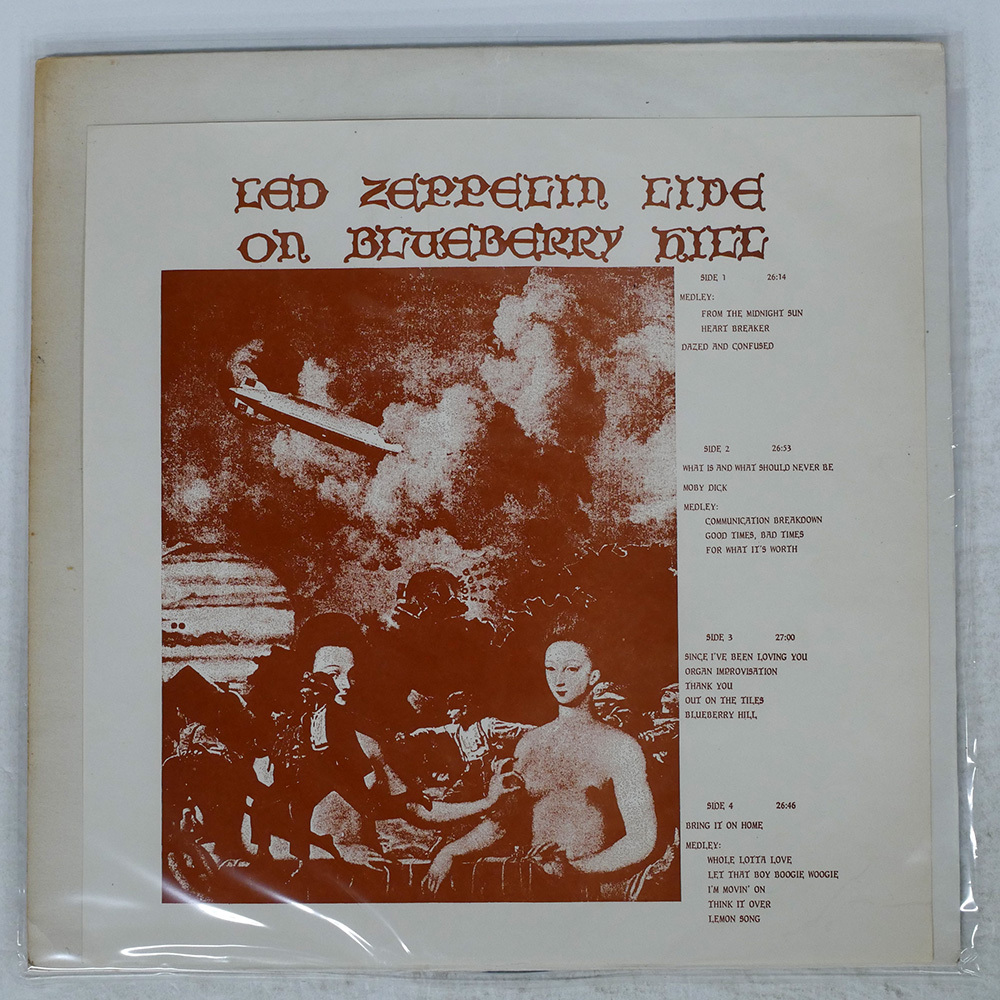 LED ZEPPELIN LIVE
ON BLUEBERRY HILL
SIDE 1 26:14
MEDLEY:
FROM THE MIDNIGHT SUN
HEART BREAKER
DAZED AND CONFUSED
SIDE 2 26:53
WHAT IS AND WHAT SHOULD NEVER BE
MOBY DICK
MEDLEY:
COMMUNICATION BREAKDOWN
GOOD TIMES, BAD TIMES
FOR WHAT IT'S WORTH
SIDE 3 27:00
SINCE I'VE BEEN LOVING YOU
ORGAN IMPROVISATION
THANK YOU
OUT ON THE TILES
BLUEBERRY HILL
SIDE 4 26:46
BRING IT ON HOME
MEDLEY:
WHOLE LOTTA LOVE
LET THAT BOY BOOGIE WOOGIE
I'M MOVIN' ON
THINK IT OVER
LEMON SONG